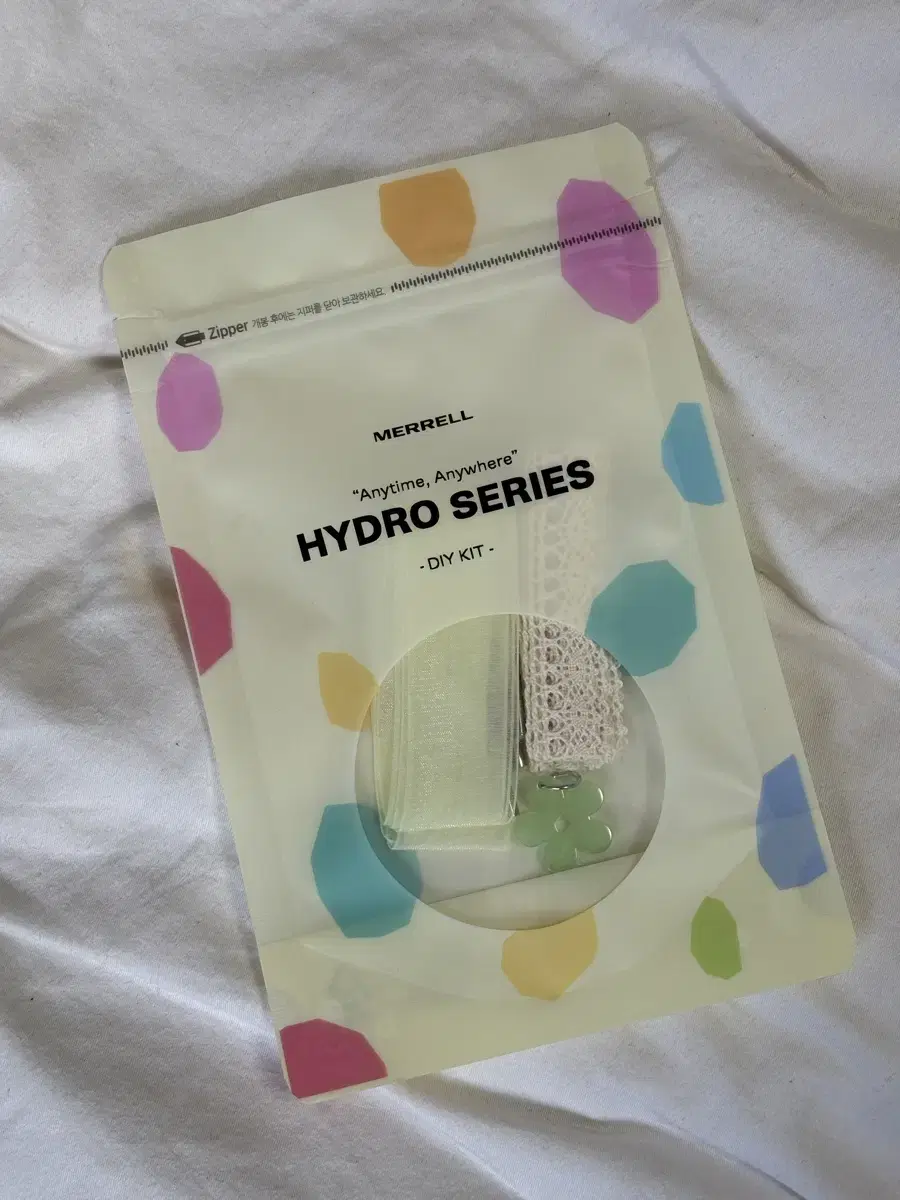 Zipper 개봉 후에는 지퍼를 닫아 보관하세요.
MERRELL
“Anytime, Anywhere”
HYDRO SERIES
- DIY KIT -